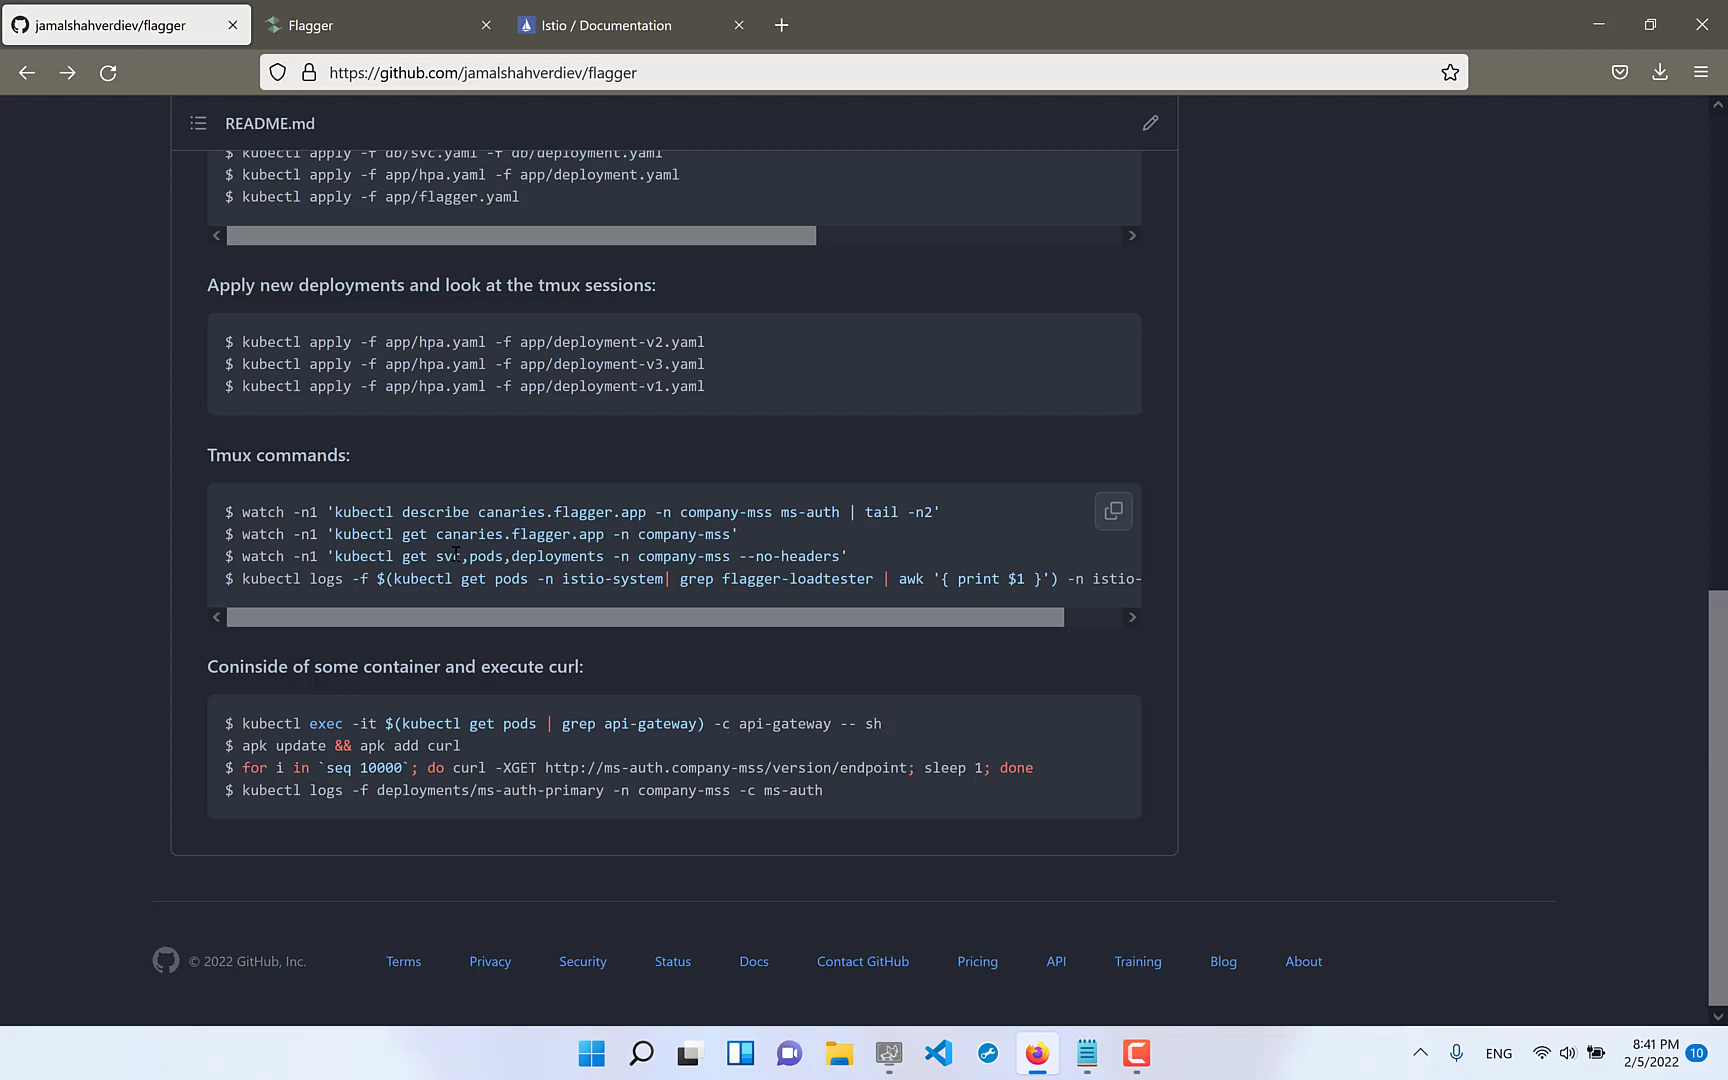 jamalshahverdiev/flagger
Flagger
Istio / Documentation
https://github.com/jamalshahverdiev/flagger
README.md
$ kubectl apply -f db/svc.yaml -f db/deployment.yaml
$ kubectl apply -f app/hpa.yaml -f app/deployment.yaml
$ kubectl apply -f app/flagger.yaml
Apply new deployments and look at the tmux sessions:
$ kubectl apply -f app/hpa.yaml -f app/deployment-v2.yaml
$ kubectl apply -f app/hpa.yaml -f app/deployment-v3.yaml
$ kubectl apply -f app/hpa.yaml -f app/deployment-v1.yaml
Tmux commands:
$ watch -n1 'kubectl describe canaries.flagger.app -n company-mss ms-auth | tail -n2'
$ watch -n1 'kubectl get canaries.flagger.app -n company-mss'
$ watch -n1 'kubectl get svc,pods,deployments -n company-mss --no-headers'
$ kubectl logs -f $(kubectl get pods -n istio-system| grep flagger-loadtester | awk '{ print $1 }') -n istio-
Coninside of some container and execute curl:
$ kubectl exec -it $(kubectl get pods | grep api-gateway) -c api-gateway -- sh
$ apk update && apk add curl
$ for i in `seq 10000`; do curl -XGET http://ms-auth.company-mss/version/endpoint; sleep 1; done
$ kubectl logs -f deployments/ms-auth-primary -n company-mss -c ms-auth
© 2022 GitHub, Inc.
Terms
Privacy
Security
Status
Docs
Contact GitHub
Pricing
API
Training
Blog
About
ENG
8:41 PM
2/5/2022
10